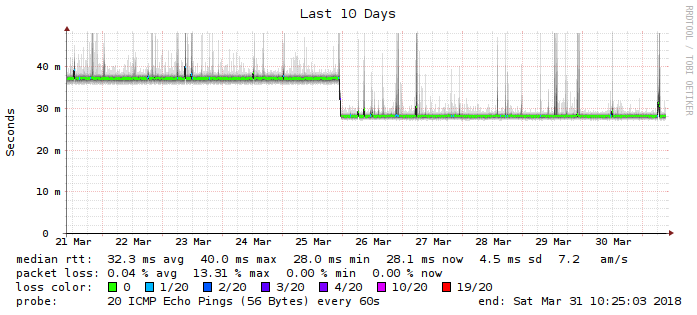 Last 10 Days
RRDTOOL / TOBI OETIKER
Seconds
40 m
30 m
20 m
10 m
0
21 Mar 22 Mar 23 Mar 24 Mar 25 Mar 26 Mar 27 Mar 28 Mar 29 Mar 30 Mar
median rtt: 32.3 ms avg 40.0 ms max 28.0 ms min 28.1 ms now 4.5 ms sd 7.2 am/s
packet loss: 0.04 % avg 13.31 % max 0.00 % min 0.00 % now
loss color: 0 1/20 2/20 3/20 4/20 10/20 19/20
probe: 20 ICMP Echo Pings (56 Bytes) every 60s end: Sat Mar 31 10:25:03 2018